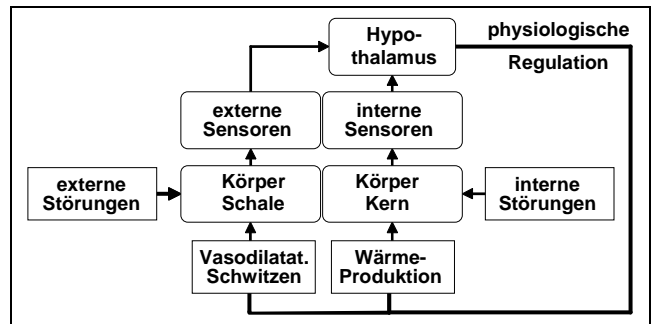 Hypo-
thalamus
physiologische
Regulation
externe
Sensoren
interne
Sensoren
externe
Störungen
Körper
Schale
Körper
Kern
interne
Störungen
Vasodilatat.
Schwitzen
Wärme-
Produktion